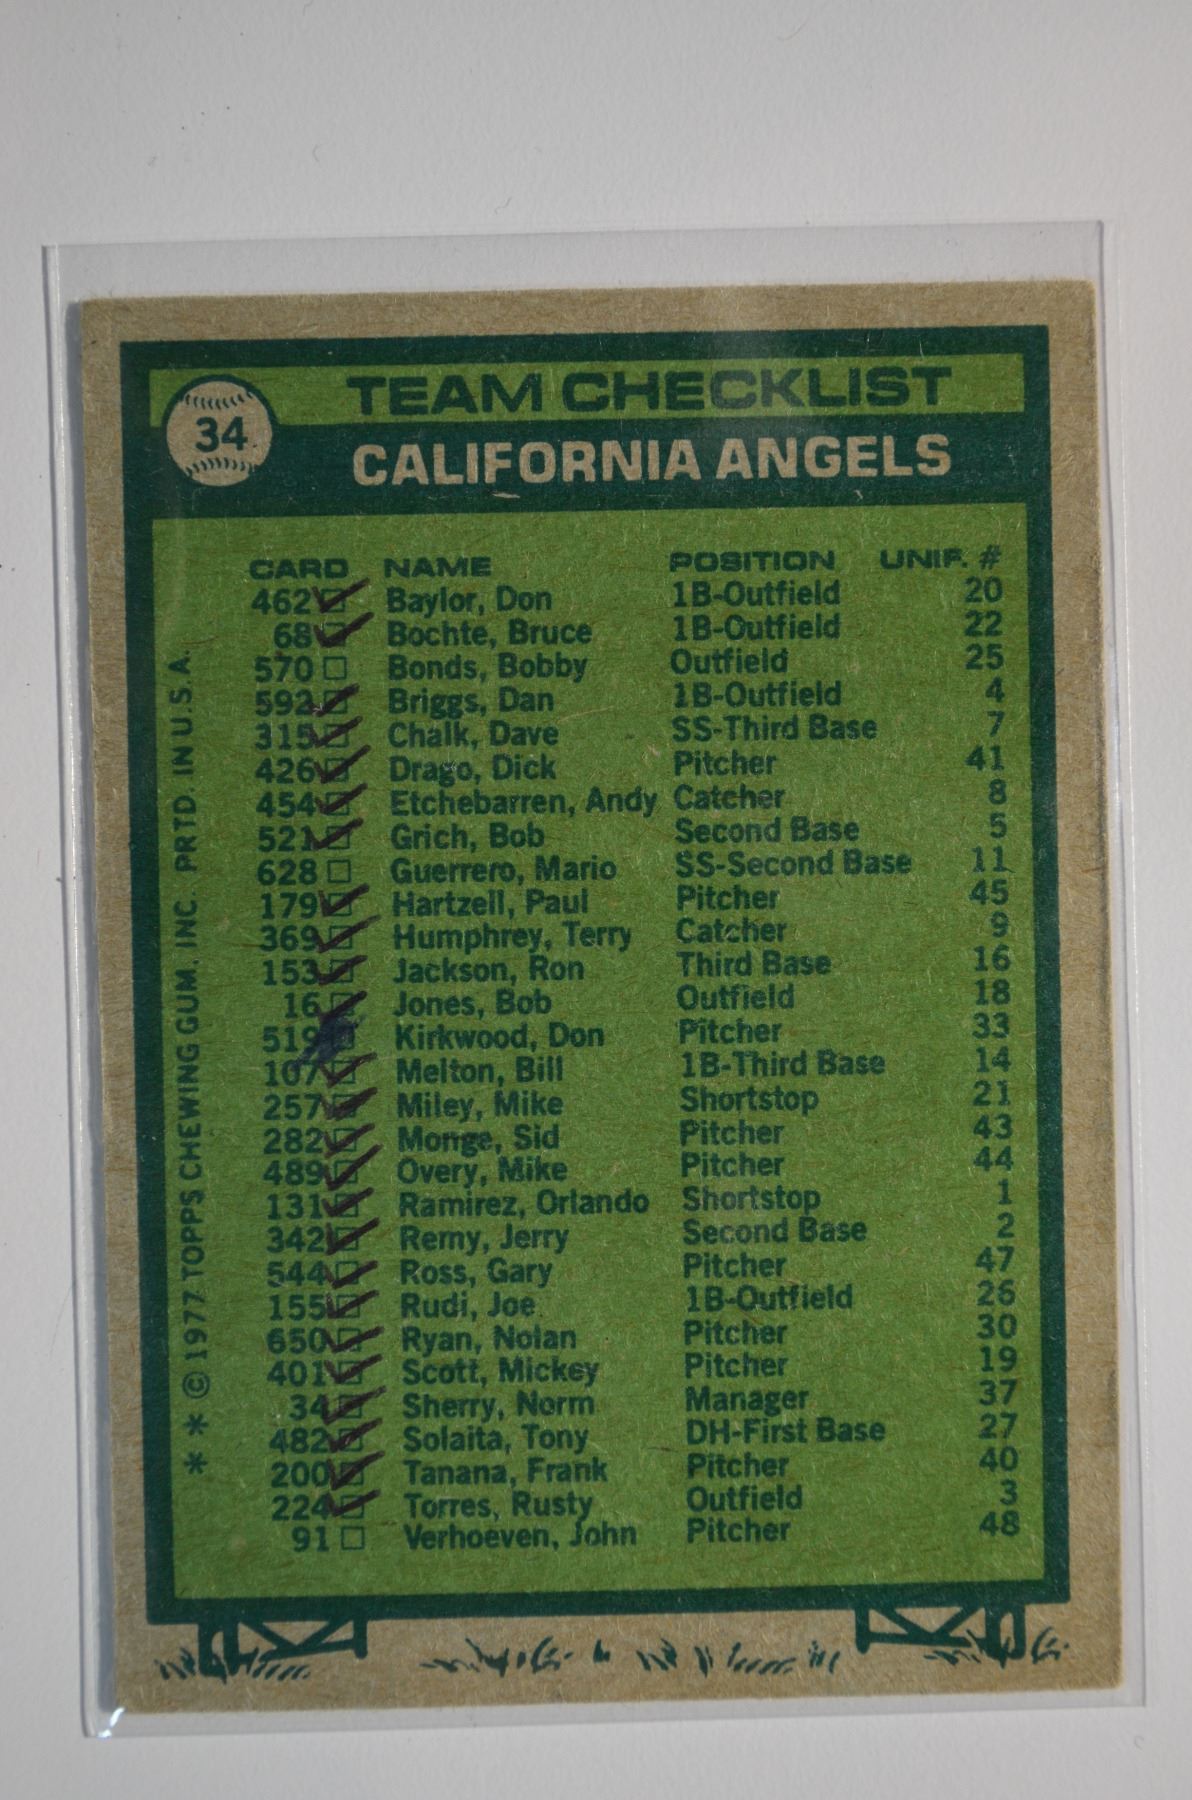 34
TEAM CHECKLIST
CALIFORNIA ANGELS
CARD NAME POSITION UNIF. #
462 Baylor, Don 1B-Outfield 20
68 Bochte, Bruce 1B-Outfield 22
570 Bonds, Bobby Outfield 25
592 Briggs, Dan 1B-Outfield 4
315 Chalk, Dave SS-Third Base 7
426 Drago, Dick Pitcher 41
454 Etchebarren, Andy Catcher 8
521 Grich, Bob Second Base 5
628 Guerrero, Mario SS-Second Base 11
179 Hartzell, Paul Pitcher 45
369 Humphrey, Terry Catcher 9
153 Jackson, Ron Third Base 16
16 Jones, Bob Outfield 18
519 Kirkwood, Don Pitcher 33
107 Melton, Bill 1B-Third Base 14
257 Miley, Mike Shortstop 21
282 Monge, Sid Pitcher 43
489 Overy, Mike Pitcher 44
131 Ramirez, Orlando Shortstop 1
342 Remy, Jerry Second Base 2
544 Ross, Gary Pitcher 47
155 Rudi, Joe 1B-Outfield 26
650 Ryan, Nolan Pitcher 30
401 Scott, Mickey Pitcher 19
34 Sherry, Norm Manager 37
482 Solaita, Tony DH-First Base 27
200 Tanana, Frank Pitcher 40
224 Torres, Rusty Outfield 3
91 Verhoeven, John Pitcher 48
* * © 1977 TOPPS CHEWING GUM, INC. PRTD. IN U.S.A.